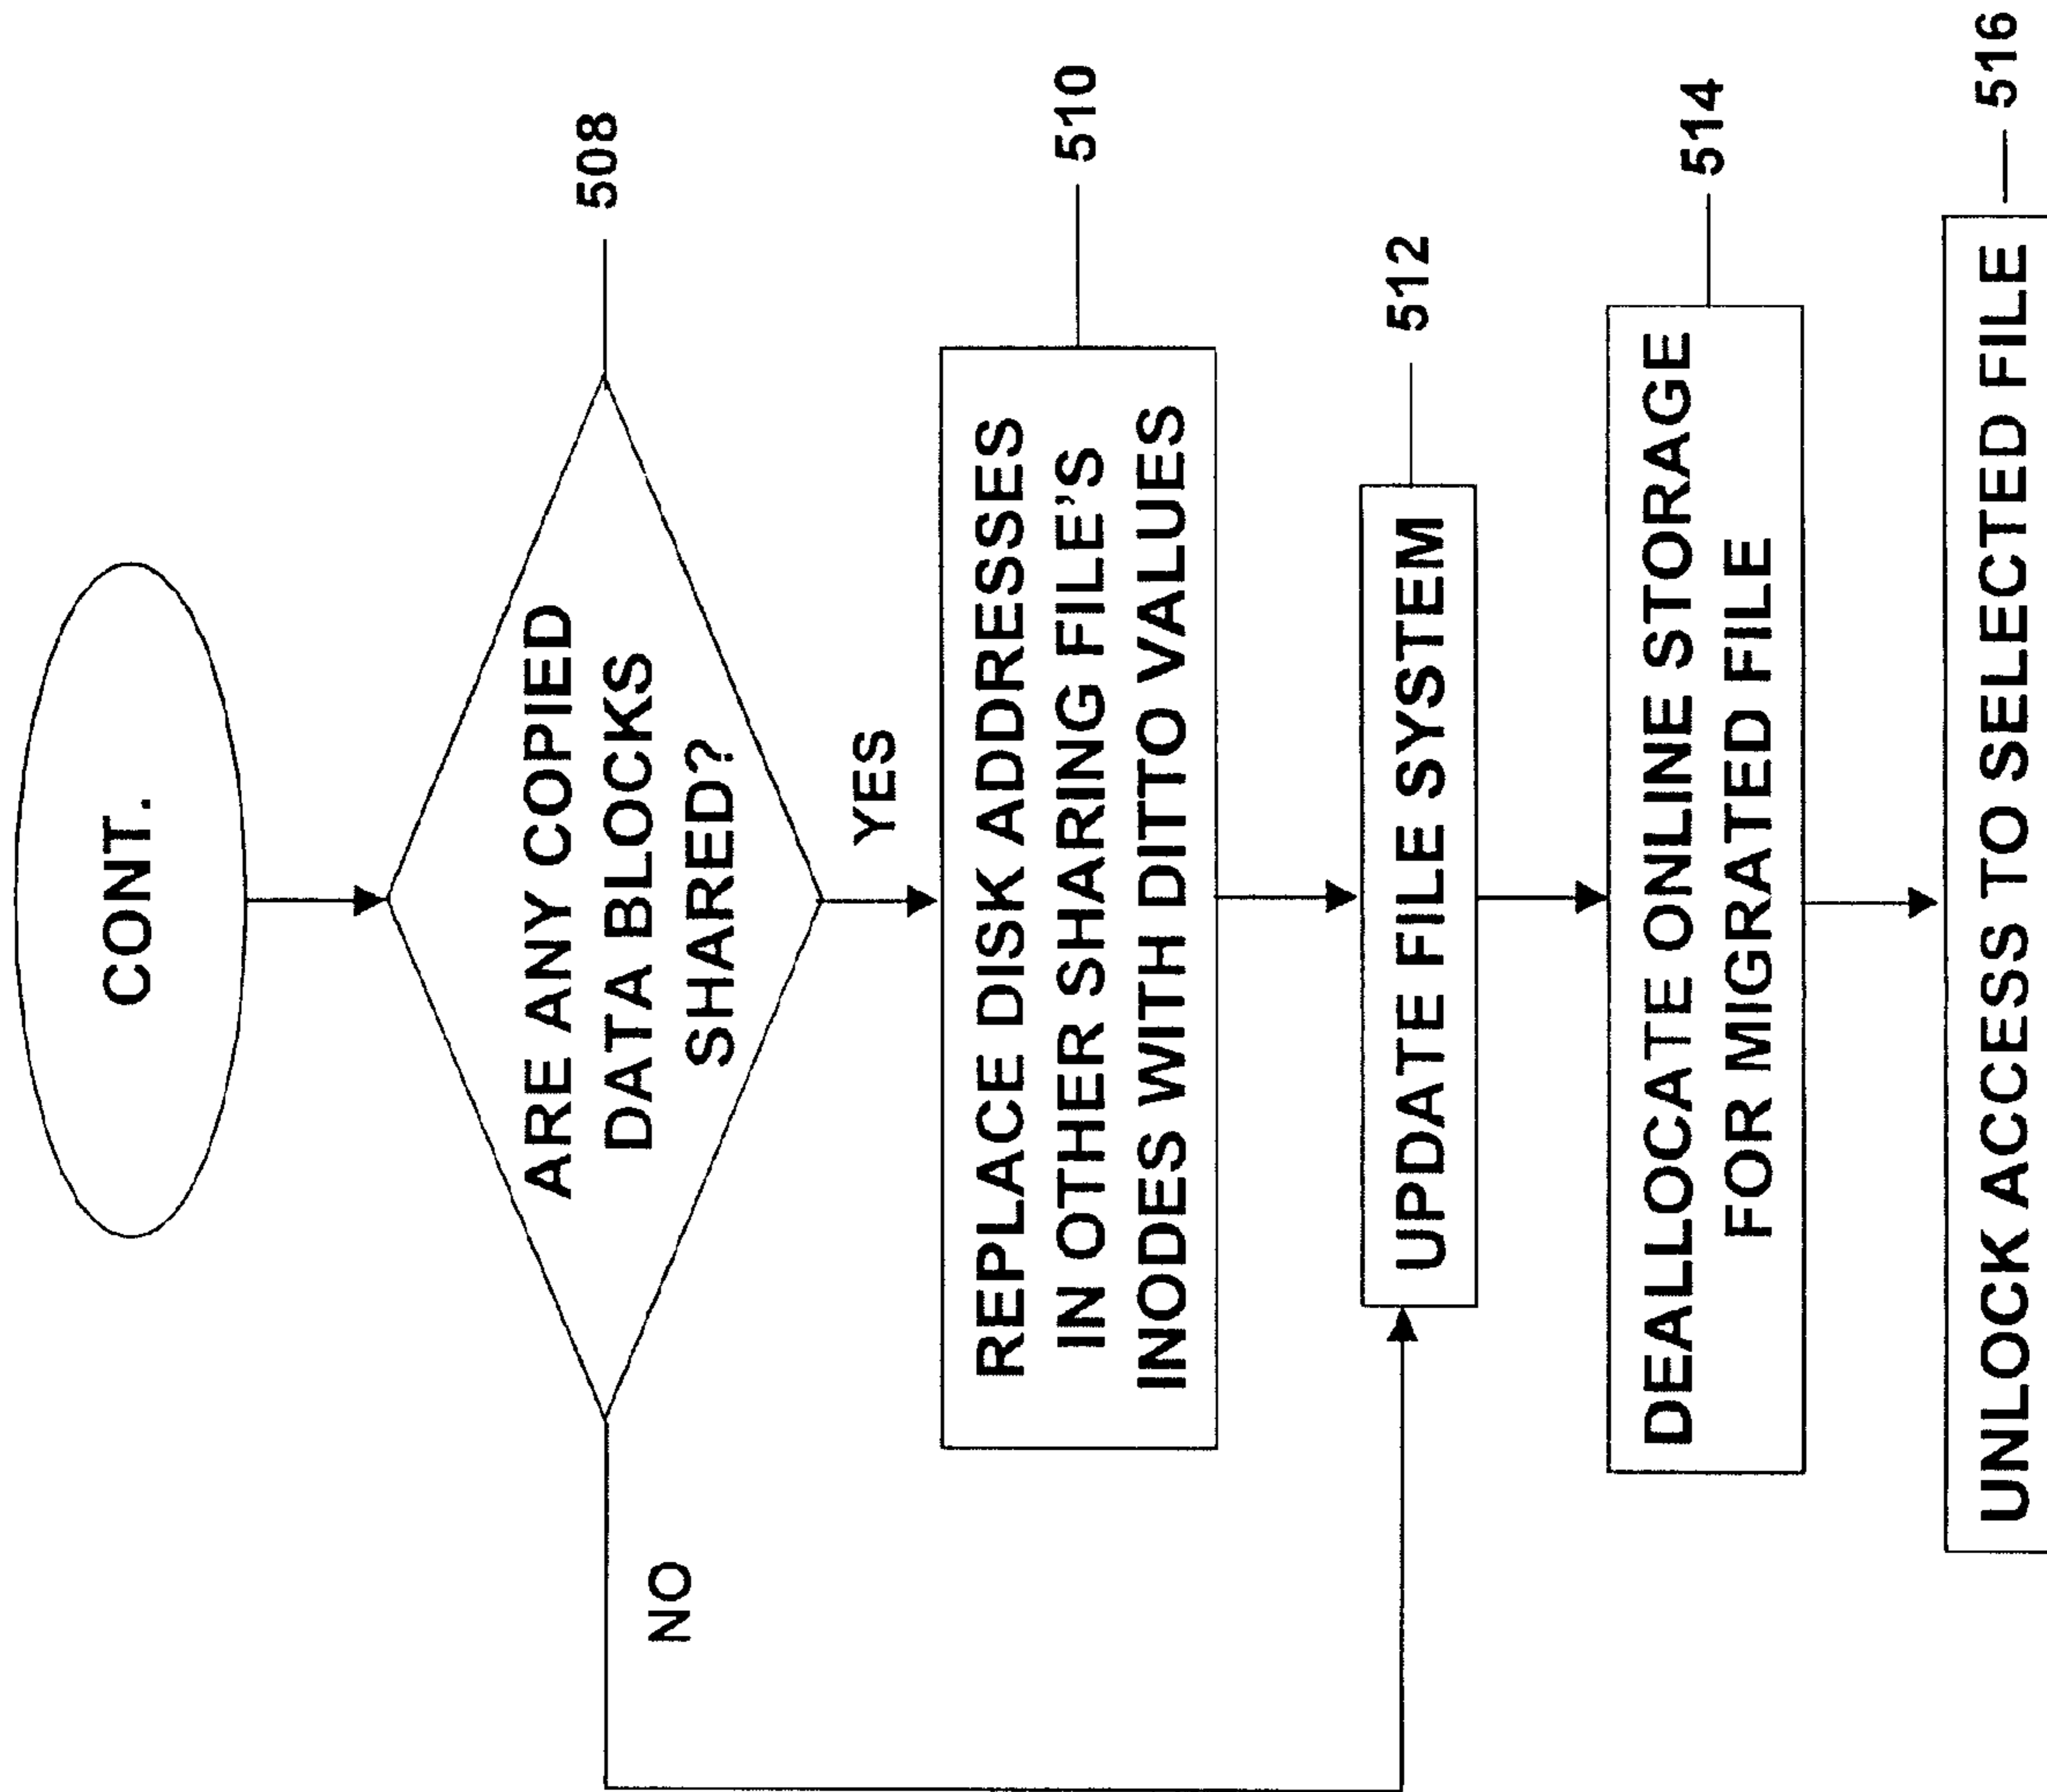 CONT.
ARE ANY COPIED
DATA BLOCKS
SHARED?
508
NO
YES
REPLACE DISK ADDRESSES
IN OTHER SHARING FILE'S
INODES WITH DITTO VALUES
510
UPDATE FILE SYSTEM
512
DEALLOCATE ONLINE STORAGE
FOR MIGRATED FILE
514
UNLOCK ACCESS TO SELECTED FILE
516